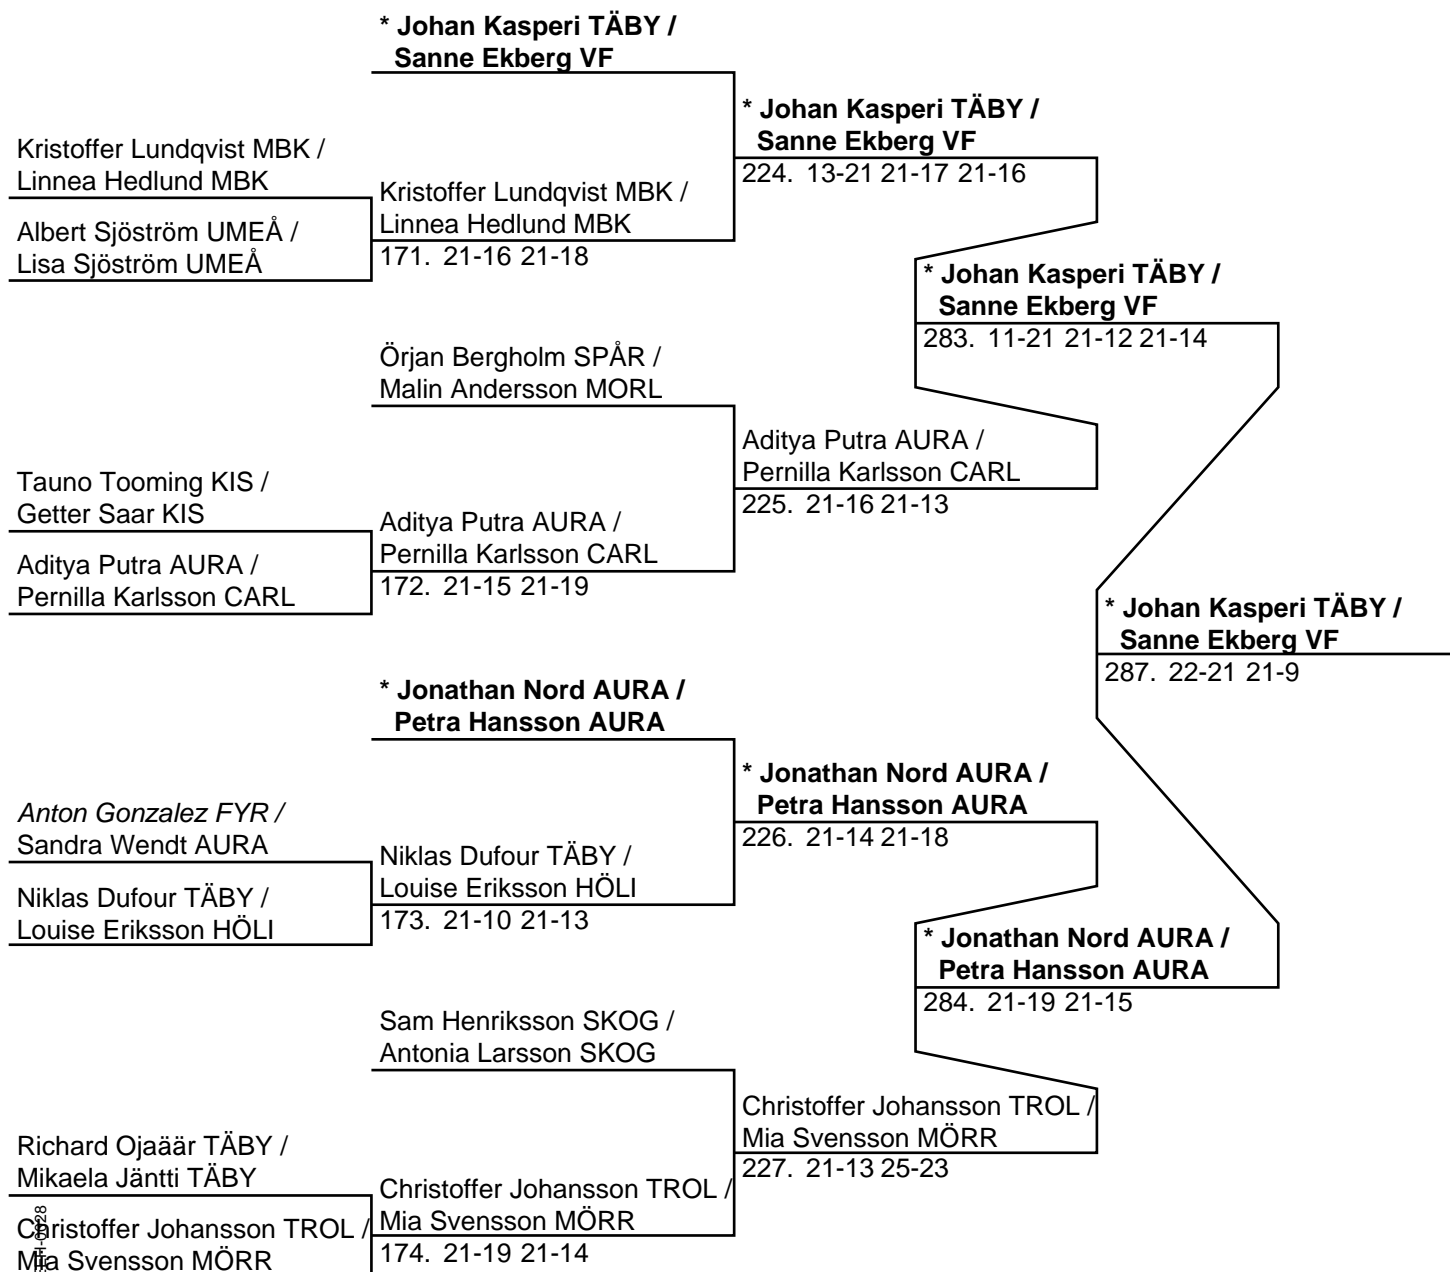 * Johan Kasperi TÄBY /
Sanne Ekberg VF
* Johan Kasperi TÄBY /
Sanne Ekberg VF
224. 13-21 21-17 21-16
Kristoffer Lundqvist MBK /
Linnea Hedlund MBK
Kristoffer Lundqvist MBK /
Linnea Hedlund MBK
171. 21-16 21-18
Albert Sjöström UMEÅ /
Lisa Sjöström UMEÅ
* Johan Kasperi TÄBY /
Sanne Ekberg VF
283. 11-21 21-12 21-14
Örjan Bergholm SPÅR /
Malin Andersson MORL
Aditya Putra AURA /
Pernilla Karlsson CARL
225. 21-16 21-13
Tauno Tooming KIS /
Getter Saar KIS
Aditya Putra AURA /
Pernilla Karlsson CARL
172. 21-15 21-19
Aditya Putra AURA /
Pernilla Karlsson CARL
* Johan Kasperi TÄBY /
Sanne Ekberg VF
287. 22-21 21-9
* Jonathan Nord AURA /
Petra Hansson AURA
* Jonathan Nord AURA /
Petra Hansson AURA
226. 21-14 21-18
Anton Gonzalez FYR /
Sandra Wendt AURA
Niklas Dufour TÄBY /
Louise Eriksson HÖLI
173. 21-10 21-13
Niklas Dufour TÄBY /
Louise Eriksson HÖLI
* Jonathan Nord AURA /
Petra Hansson AURA
284. 21-19 21-15
Sam Henriksson SKOG /
Antonia Larsson SKOG
Christoffer Johansson TROL /
Mia Svensson MÖRR
227. 21-13 25-23
Richard Ojaäär TÄBY /
Mikaela Jäntti TÄBY
Christoffer Johansson TROL /
Mia Svensson MÖRR
174. 21-19 21-14
Christoffer Johansson TROL /
Mia Svensson MÖRR